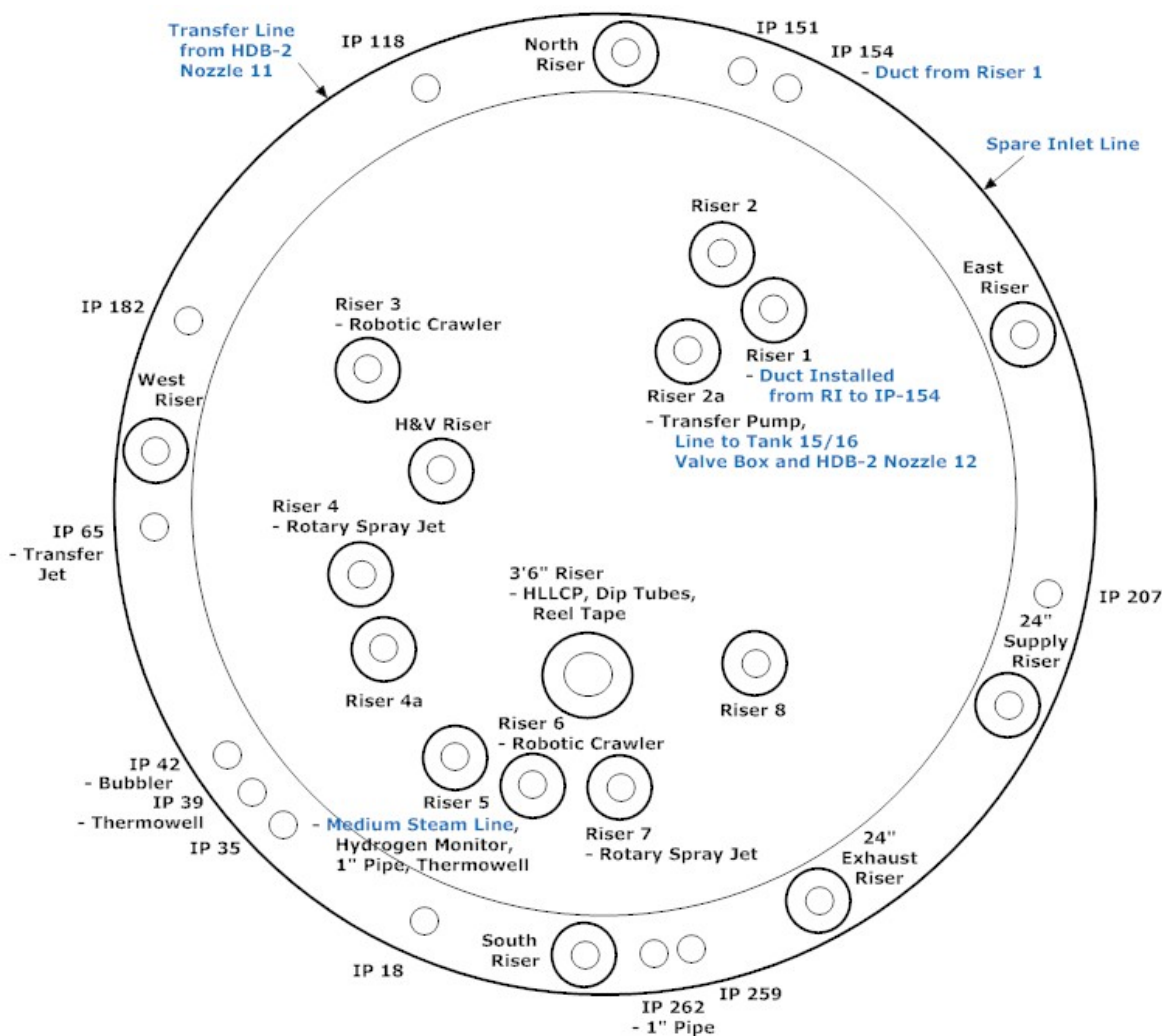 Transfer Line
from HDB-2
Nozzle 11
IP 118
North
Riser
IP 151
IP 154
- Duct from Riser 1
Spare Inlet Line
Riser 2
East
Riser
IP 182
Riser 3
- Robotic Crawler
Riser 1
- Duct Installed
from RI to IP-154
Riser 2a
- Transfer Pump,
Line to Tank 15/16
Valve Box and HDB-2 Nozzle 12
West
Riser
H&V Riser
Riser 4
- Rotary Spray Jet
IP 65
- Transfer
Jet
3'6" Riser
- HLLCP, Dip Tubes,
Reel Tape
IP 207
24"
Supply
Riser
Riser 4a
Riser 8
Riser 6
- Robotic Crawler
IP 42
- Bubbler
IP 39
- Thermowell
IP 35
Riser 5
- Medium Steam Line,
Hydrogen Monitor,
1" Pipe, Thermowell
Riser 7
- Rotary Spray Jet
24"
Exhaust
Riser
South
Riser
IP 18
IP 259
IP 262
- 1" Pipe